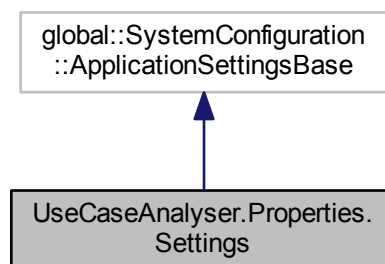 global::SystemConfiguration
::ApplicationSettingsBase
UseCaseAnalyser.Properties.
Settings